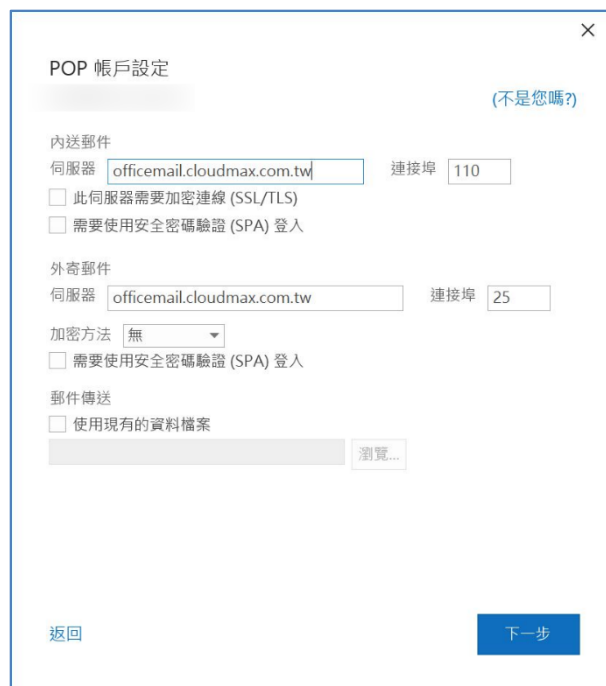 POP 帳戶設定
(不是您嗎?)
內送郵件
伺服器 officemail.cloudmax.com.tw 連接埠 110
此伺服器需要加密連線 (SSL/TLS)
需要使用安全密碼驗證 (SPA) 登入
外寄郵件
伺服器 officemail.cloudmax.com.tw 連接埠 25
加密方法 無
需要使用安全密碼驗證 (SPA) 登入
郵件傳送
使用現有的資料檔案
瀏覽...
返回 下一步